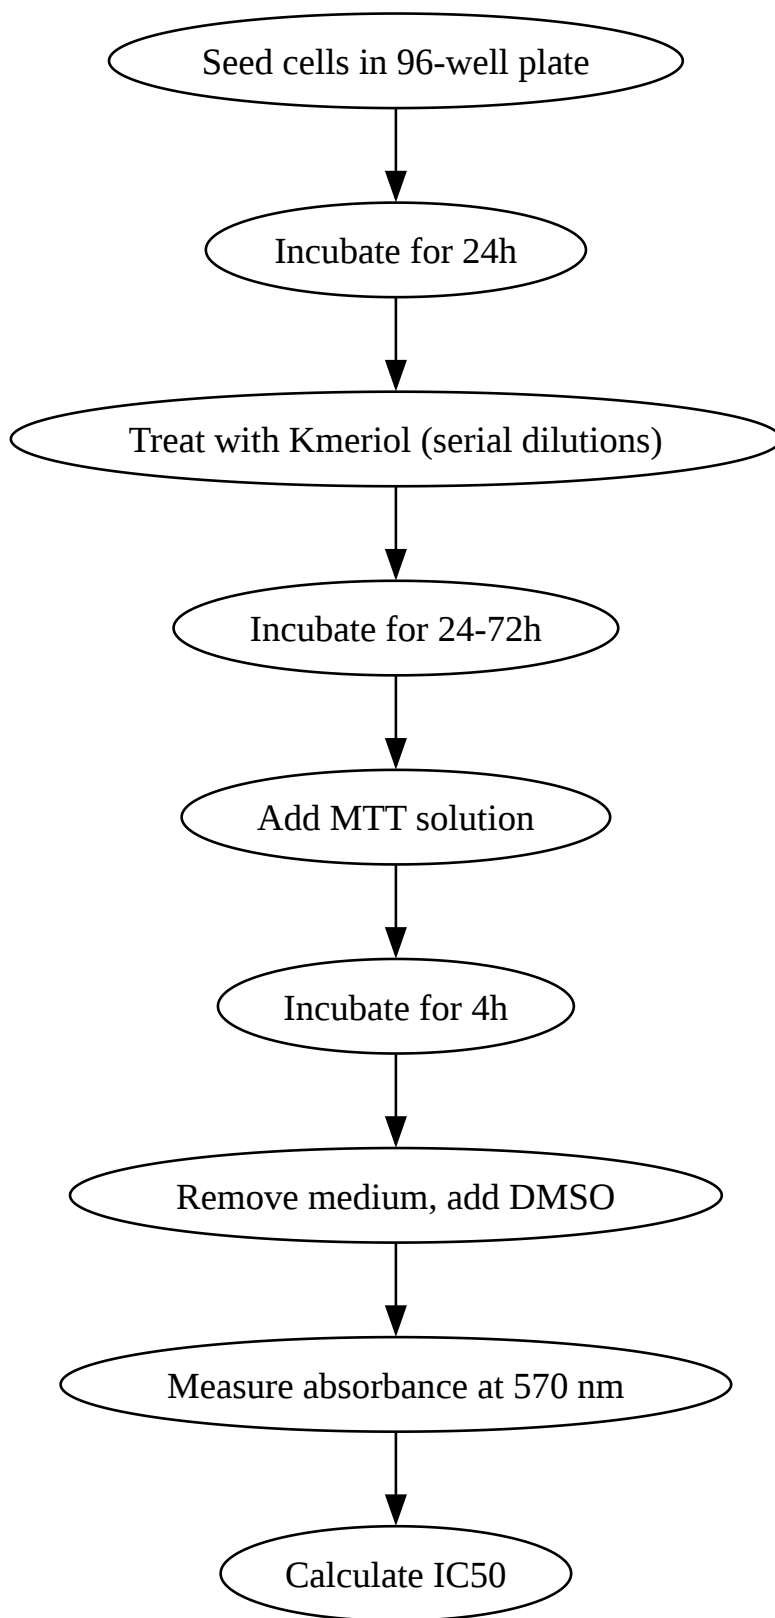 Seed cells in 96-well plate
Incubate for 24h
Treat with Kmeriol (serial dilutions)
Incubate for 24-72h
Add MTT solution
Incubate for 4h
Remove medium, add DMSO
Measure absorbance at 570 nm
Calculate IC50